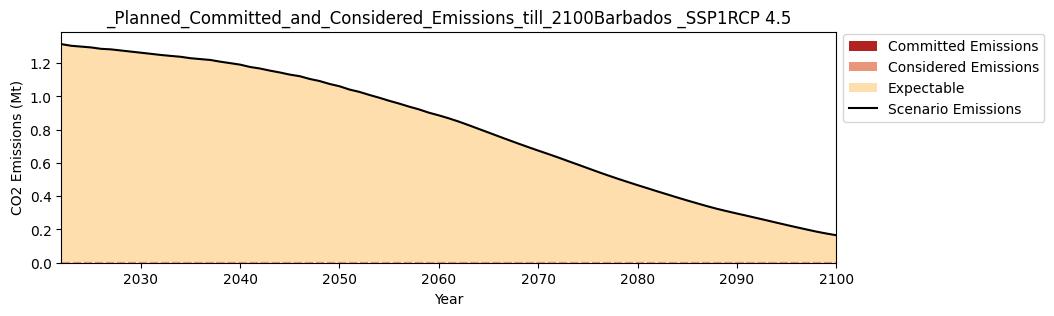 _Planned_Committed_and_Considered_Emissions_till_2100Barbados _SSP1RCP 4.5
CO2 Emissions (Mt)
1.2
1.0
0.8
0.6
0.4
0.2
0.0
2030 2040 2050 2060 2070 2080 2090 2100
Year
Committed Emissions
Considered Emissions
Expectable
Scenario Emissions